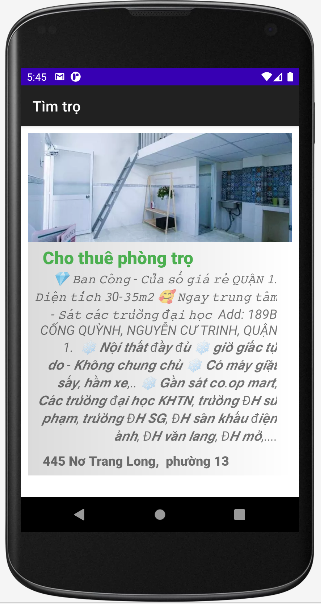 5:45
Tìm trọ
Cho thuê phòng trọ
💎 Ban Công - Cửa sổ giá rẻ QUẬN 1.
Diện tích 30-35m2 🥰 Ngay trung tâm
- Sát các trường đại học Add: 189B
CỐNG QUỲNH, NGUYỄN CƯ TRINH, QUẬN
1. ❄️ Nội thất đầy đủ ❄️ giờ giấc tự
do - Không chung chủ ❄️ Có máy giặt
sấy, hầm xe,.. ❄️ Gần sát co.op mart,
Các trường đại học KHTN, trường ĐH sư
phạm, trường ĐH SG, ĐH sân khấu điện
ảnh, ĐH văn lang, ĐH mở,....
445 Nơ Trang Long, phường 13